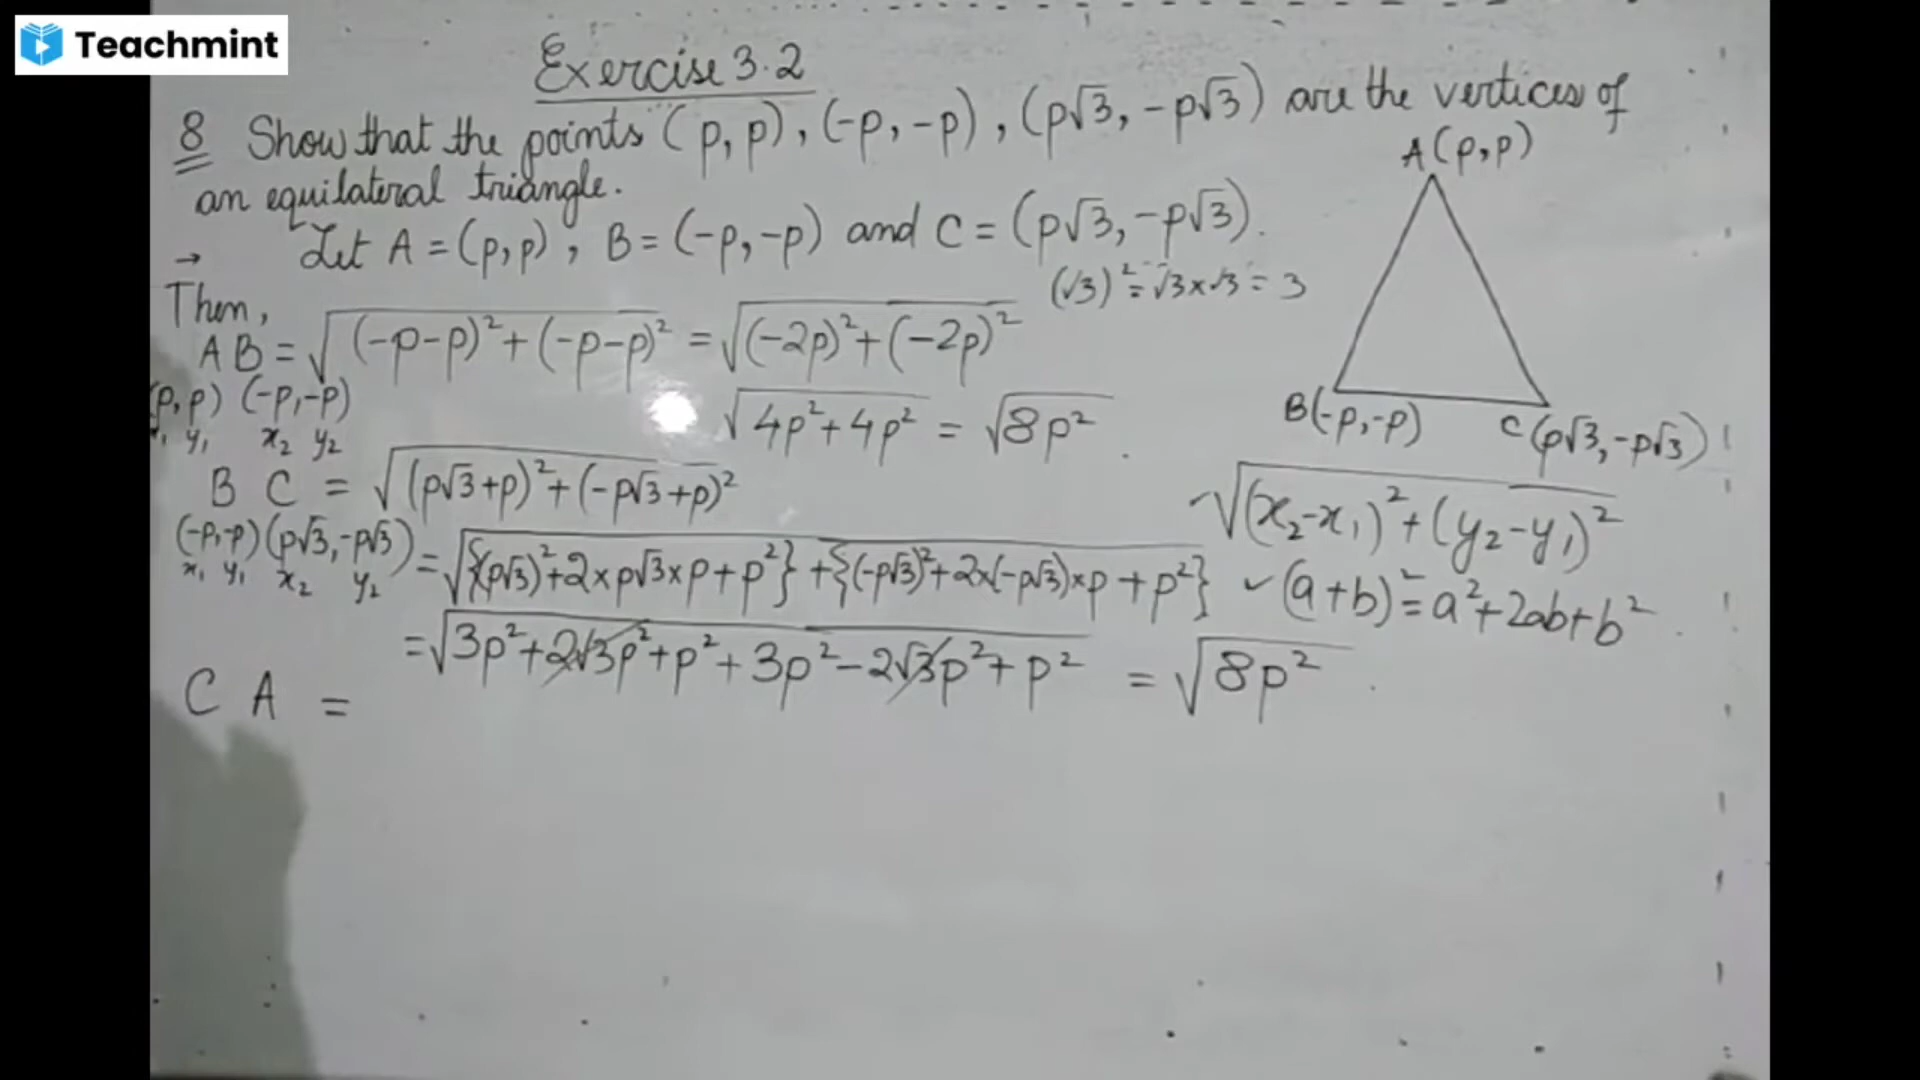 Teachmint
Exercise 3.2
8 Show that the points (p, p), (-p, -p), (p√3, -p√3) are the vertices of
an equilateral triangle.
A(p,p)
Let A = (p,p), B = (-p, -p) and C = (p√3, -p√3).
(√3)² = √3×√3 = 3
→ Then,
AB = √(-p-p)²+(-p-p)² = √(-2p)²+(-2p)²
(p,p) (-p,-p)
x₁ y₁ x₂ y₂
√4p²+4p² = √8p².
B(-p,-p) C(p√3,-p√3)
BC = √(p√3+p)²+(-p√3+p)²
√(x₂-x₁)²+(y₂-y₁)²
(-p,-p)(p√3,-p√3)
x₁ y₁ x₂ y₂
= √{(p√3)²+2×p√3×p+p²}+{(-p√3)²+2×(-p√3)×p+p²}
✓(a+b)²=a²+2ab+b².
= √3p²+2√3p²+p²+3p²-2√3p²+p² = √8p².
CA =